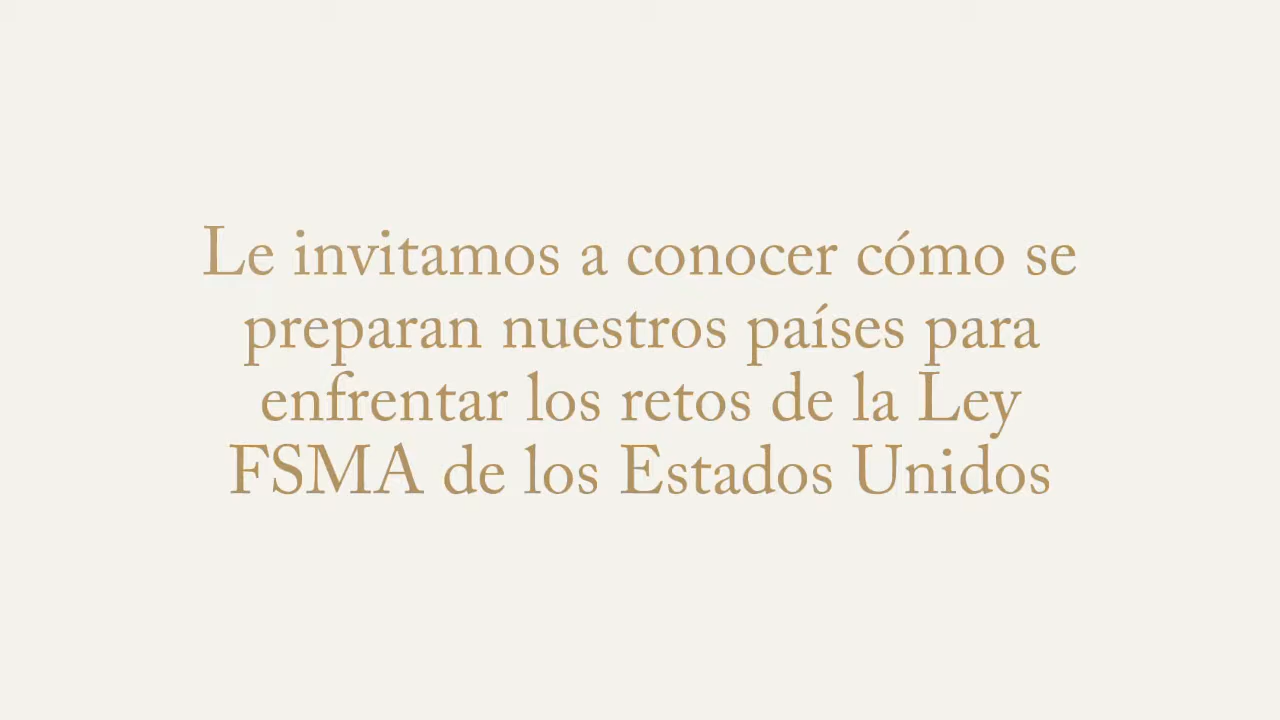 Le invitamos a conocer cómo se
preparan nuestros países para
enfrentar los retos de la Ley
FSMA de los Estados Unidos